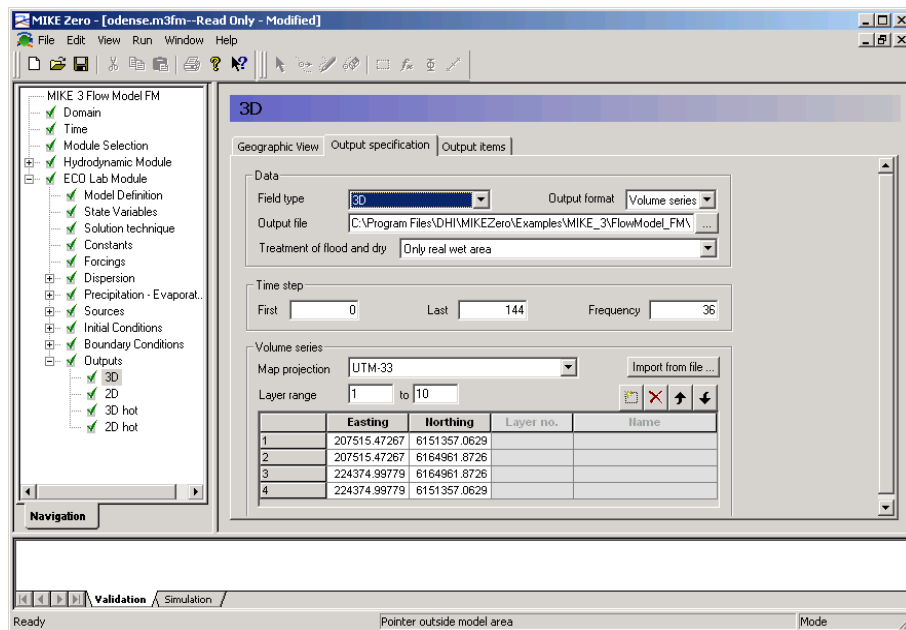 MIKE Zero - [odense.m3fm--Read Only - Modified]
File Edit View Run Window Help
MIKE 3 Flow Model FM
Domain
Time
Module Selection
Hydrodynamic Module
ECO Lab Module
Model Definition
State Variables
Solution technique
Constants
Forcings
Dispersion
Precipitation - Evaporat..
Sources
Initial Conditions
Boundary Conditions
Outputs
3D
2D
3D hot
2D hot
Navigation
3D
Geographic View Output specification Output items
Data
Field type 3D Output format Volume series
Output file C:\Program Files\DHI\MIKEZero\Examples\MIKE_3\FlowModel_FM\ ...
Treatment of flood and dry Only real wet area
Time step
First 0 Last 144 Frequency 36
Volume series
Map projection UTM-33 Import from file ...
Layer range 1 to 10
Easting Northing Layer no. Name
1 207515.47267 6151357.0629
2 207515.47267 6164961.8726
3 224374.99779 6164961.8726
4 224374.99779 6151357.0629
Validation Simulation
Ready Pointer outside model area Mode